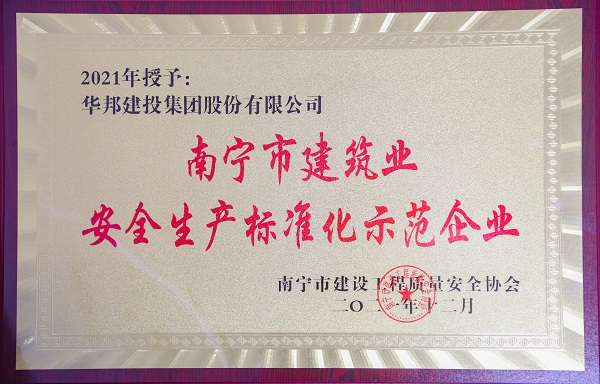 2021年授予：
华邦建投集团股份有限公司
南宁市建筑业
安全生产标准化示范企业
南宁市建设工程质量安全协会
二〇二一年十二月